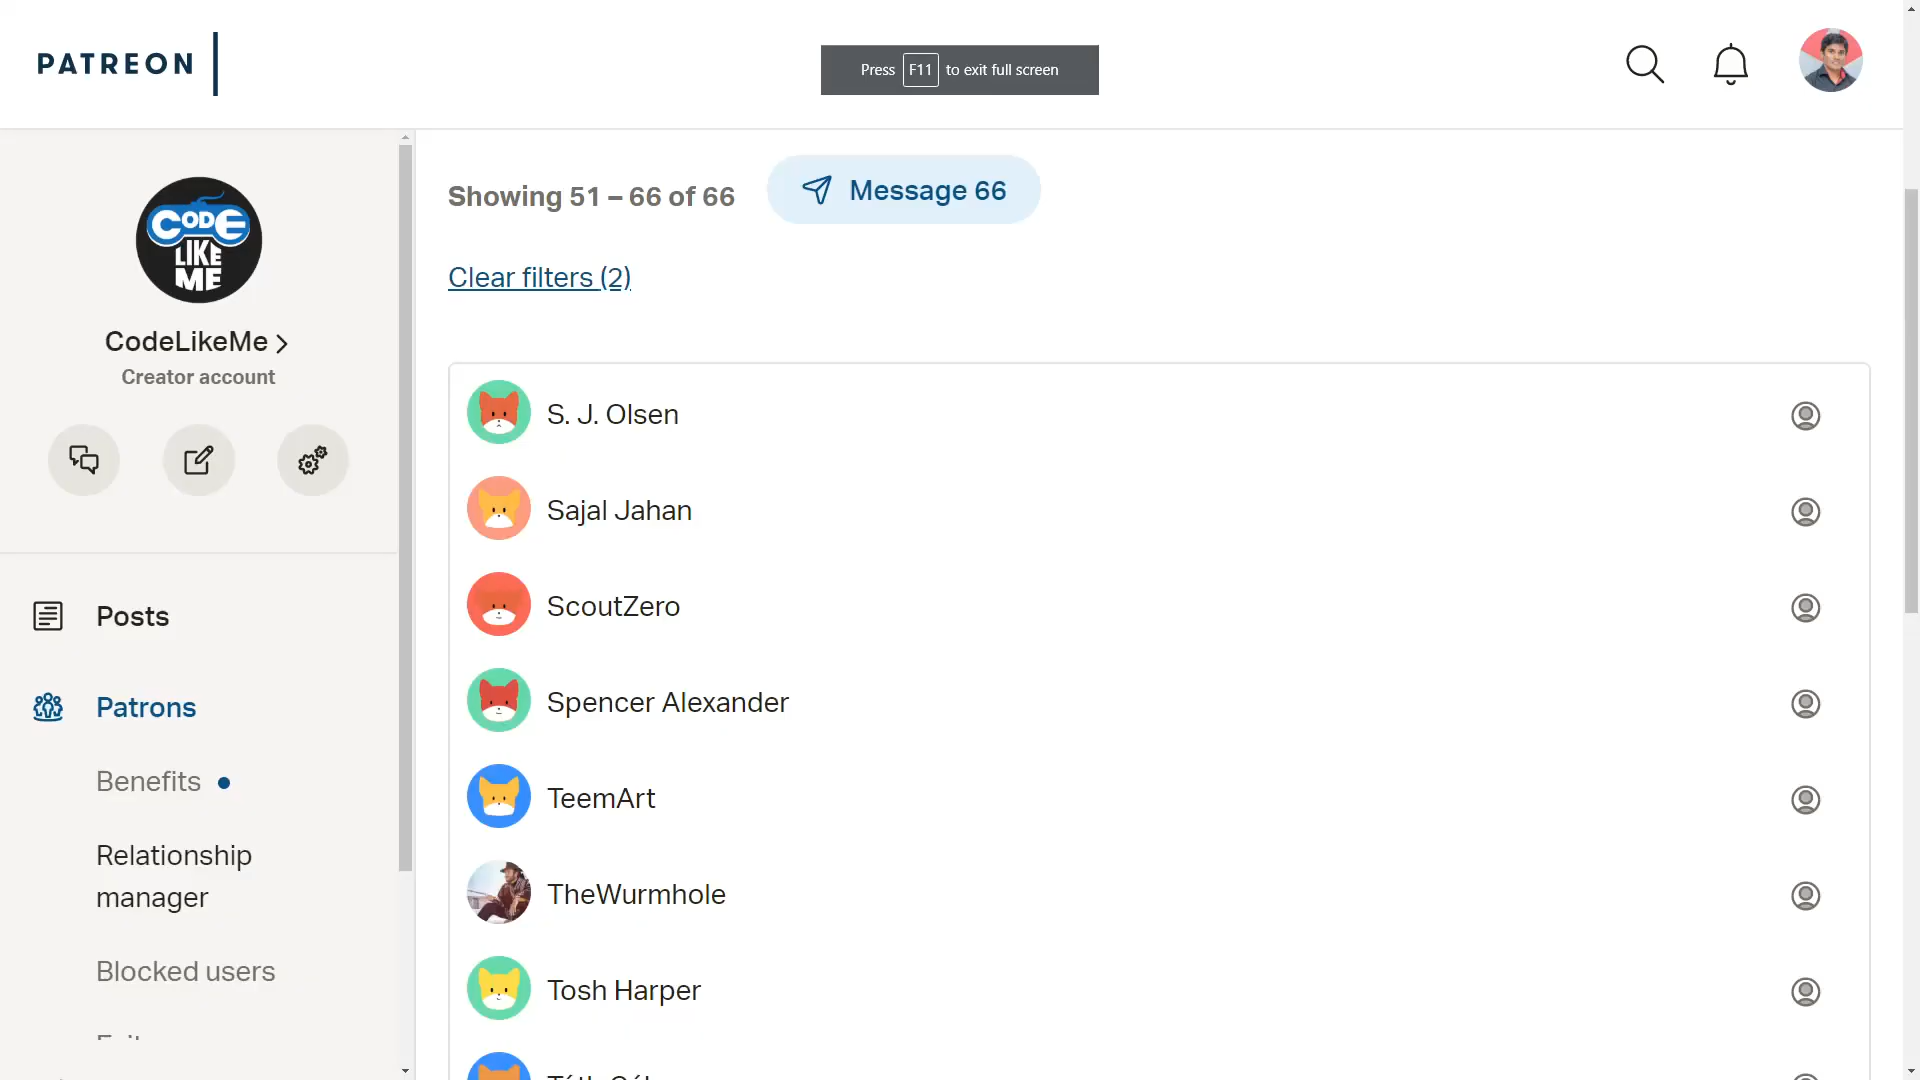 PATREON
Press F11 to exit full screen
CODE
LIKE
ME
CodeLikeMe
Creator account
Posts
Patrons
Benefits
Relationship
manager
Blocked users
Showing 51 – 66 of 66
Message 66
Clear filters (2)
S. J. Olsen
Sajal Jahan
ScoutZero
Spencer Alexander
TeemArt
TheWurmhole
Tosh Harper